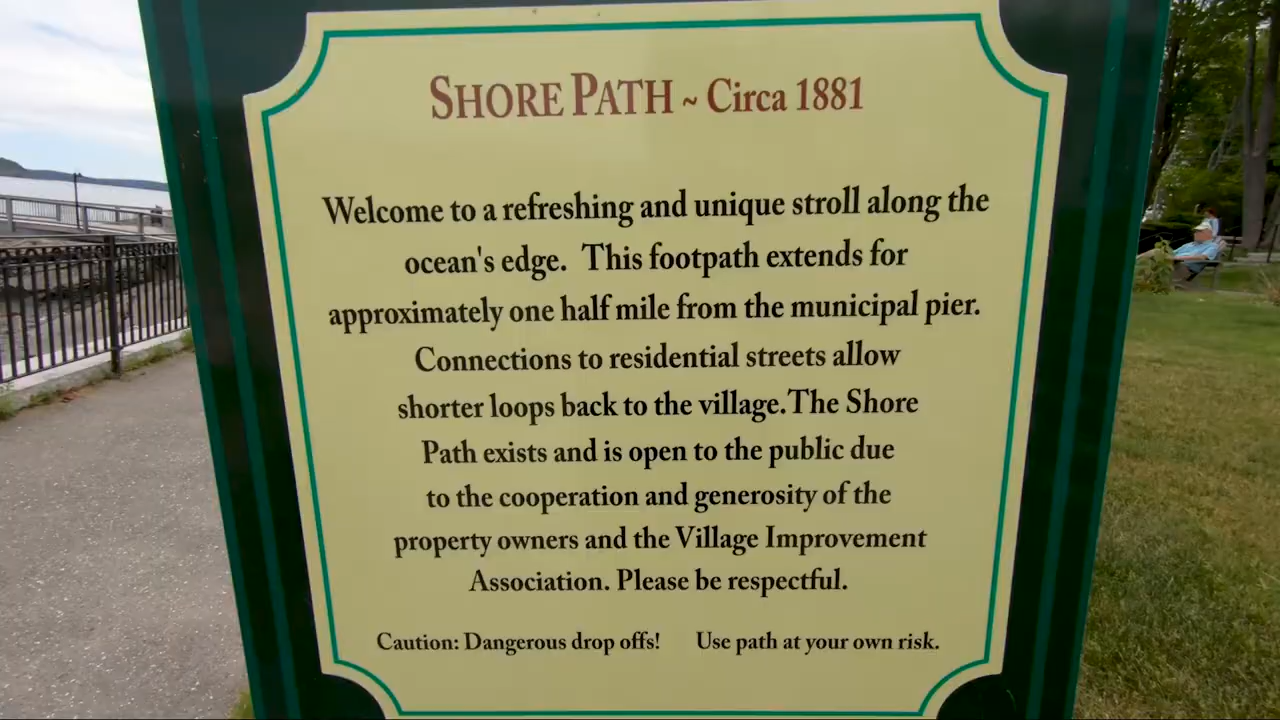 SHORE PATH ~ Circa 1881
Welcome to a refreshing and unique stroll along the
ocean's edge. This footpath extends for
approximately one half mile from the municipal pier.
Connections to residential streets allow
shorter loops back to the village.The Shore
Path exists and is open to the public due
to the cooperation and generosity of the
property owners and the Village Improvement
Association. Please be respectful.
Caution: Dangerous drop offs! Use path at your own risk.